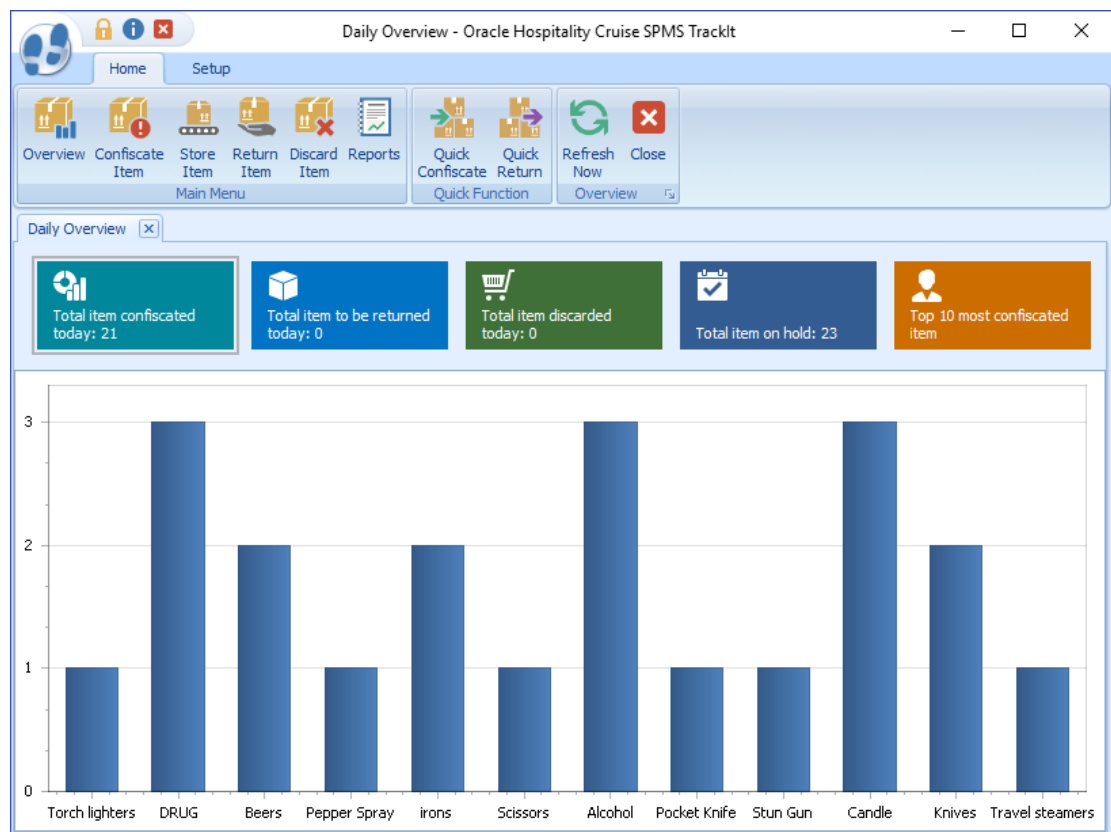 Daily Overview - Oracle Hospitality Cruise SPMS TrackIt
Home Setup
Overview Confiscate Store Return Discard Reports Quick Quick Refresh Close
Item Item Item Item Confiscate Return Now
Main Menu Quick Function Overview
Daily Overview
Total item confiscated Total item to be returned Total item discarded Top 10 most confiscated
today: 21 today: 0 today: 0 Total item on hold: 23 item
3
2
1
0
Torch lighters DRUG Beers Pepper Spray irons Scissors Alcohol Pocket Knife Stun Gun Candle Knives Travel steamers